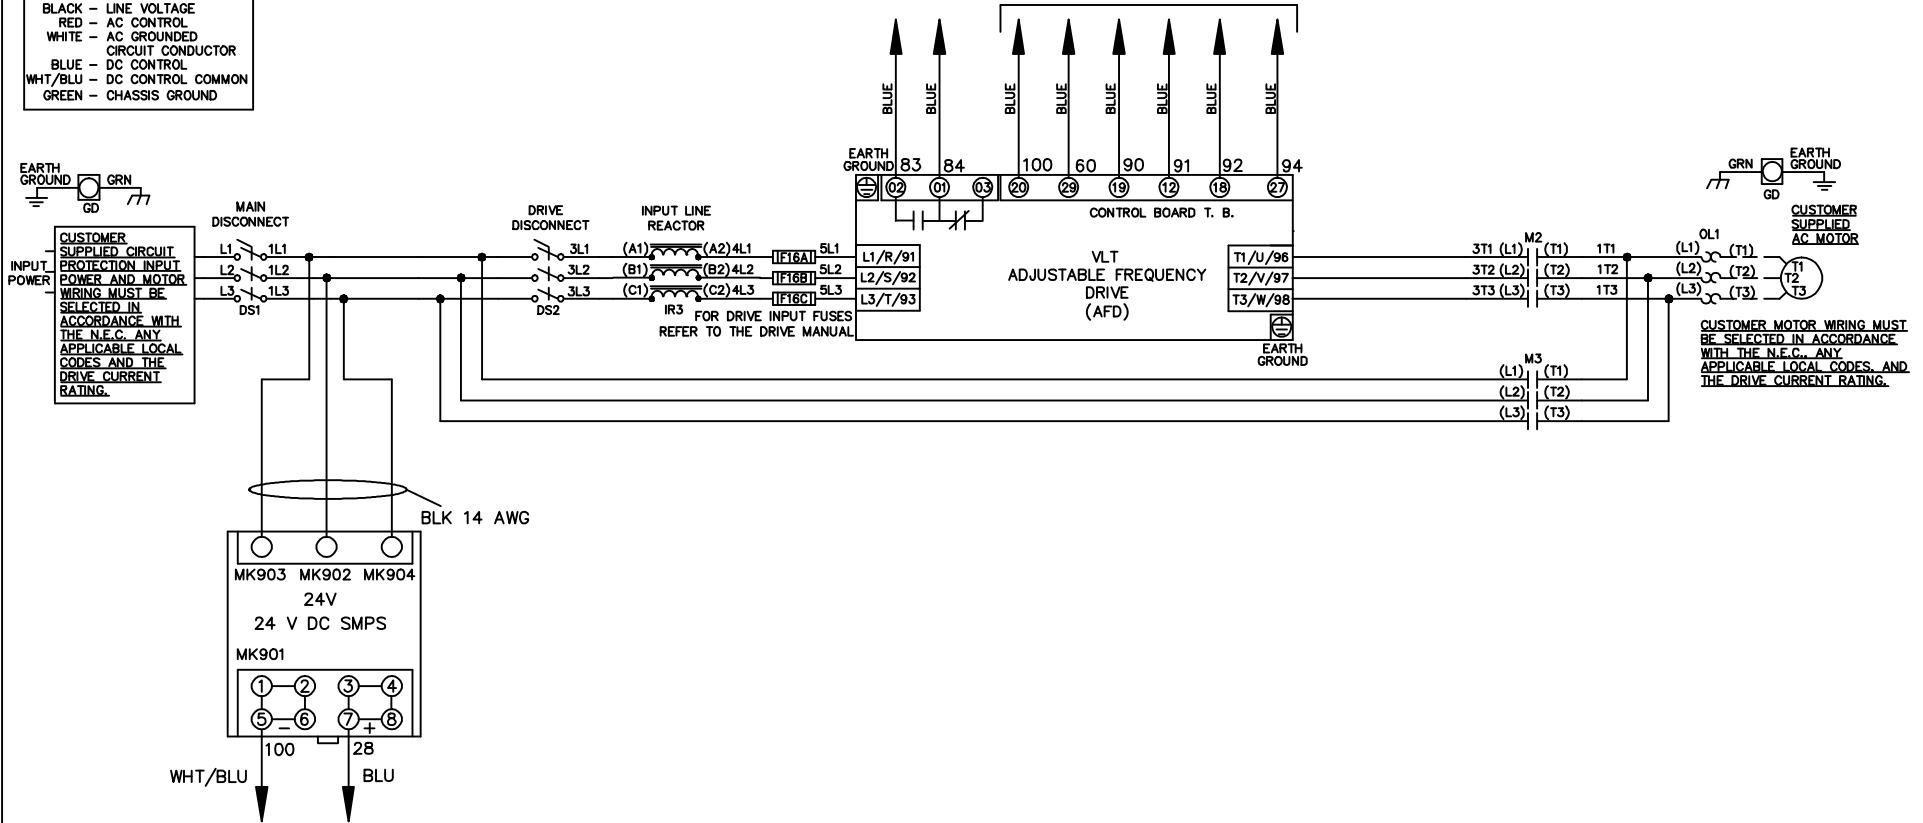 BLACK – LINE VOLTAGE
RED – AC CONTROL
WHITE – AC GROUNDED
CIRCUIT CONDUCTOR
BLUE – DC CONTROL
WHT/BLU – DC CONTROL COMMON
GREEN – CHASSIS GROUND
BLUE BLUE BLUE BLUE BLUE BLUE BLUE BLUE
EARTH
GROUND
GRN
GD
INPUT
POWER
CUSTOMER
SUPPLIED CIRCUIT
PROTECTION INPUT
POWER AND MOTOR
WIRING MUST BE
SELECTED IN
ACCORDANCE WITH
THE N.E.C. ANY
APPLICABLE LOCAL
CODES AND THE
DRIVE CURRENT
RATING.
MAIN
DISCONNECT
L1 1L1
L2 1L2
L3 1L3
DS1
DRIVE
DISCONNECT
3L1
3L2
3L3
DS2
INPUT LINE
REACTOR
(A1) (A2) 4L1
(B1) (B2) 4L2
(C1) (C2) 4L3
IR3
F16A 5L1
F16B 5L2
F16C 5L3
FOR DRIVE INPUT FUSES
REFER TO THE DRIVE MANUAL
EARTH
GROUND
83 84 100 60 90 91 92 94
02 01 03 20 29 19 12 18 27
CONTROL BOARD T. B.
L1/R/91
L2/S/92
L3/T/93
VLT
ADJUSTABLE FREQUENCY
DRIVE
(AFD)
T1/U/96
T2/V/97
T3/W/98
EARTH
GROUND
M2
3T1 (L1) (T1) 1T1
3T2 (L2) (T2) 1T2
3T3 (L3) (T3) 1T3
M3
(L1) (T1)
(L2) (T2)
(L3) (T3)
OL1
(L1) (T1)
(L2) (T2)
(L3) (T3)
GRN
GD
EARTH
GROUND
CUSTOMER
SUPPLIED
AC MOTOR
T1
T2
T3
CUSTOMER MOTOR WIRING MUST
BE SELECTED IN ACCORDANCE
WITH THE N.E.C., ANY
APPLICABLE LOCAL CODES, AND
THE DRIVE CURRENT RATING.
BLK 14 AWG
MK903 MK902 MK904
24V
24 V DC SMPS
MK901
1 2 3 4
5 6 7 8
– +
100 28
WHT/BLU BLU